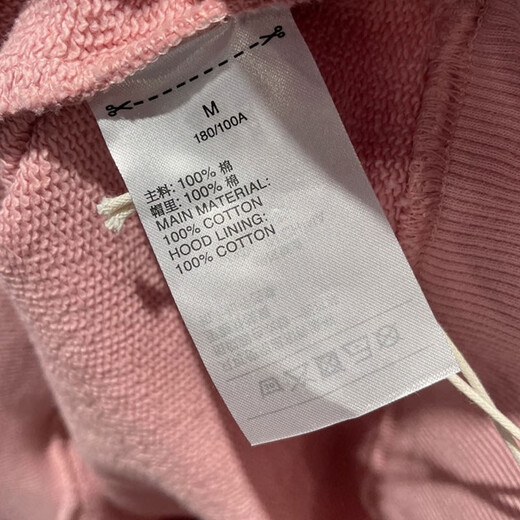 M
180/100A
主料: 100% 棉
帽里: 100% 棉
MAIN MATERIAL:
100% COTTON
HOOD LINING:
100% COTTON